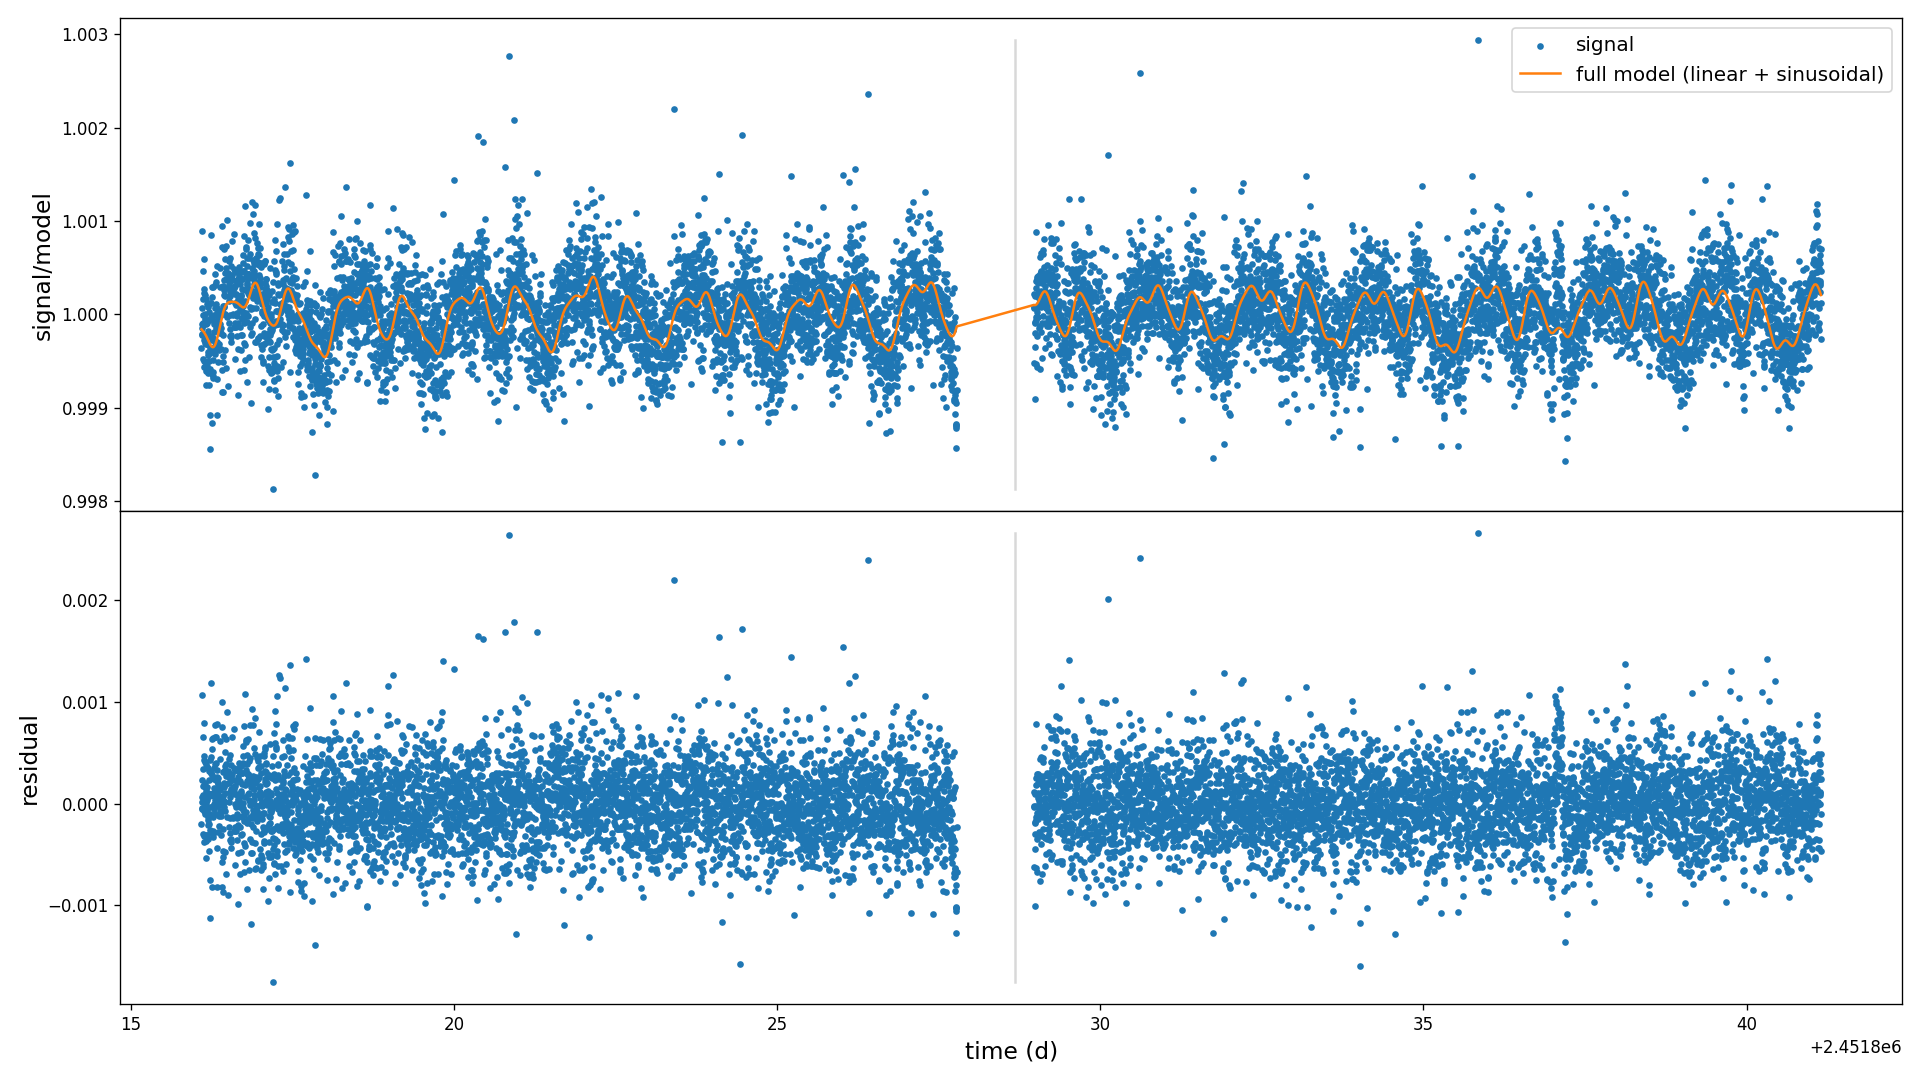 1.003
1.002
1.001
1.000
0.999
0.998
signal/model
signal
full model (linear + sinusoidal)
0.002
0.001
0.000
−0.001
residual
15 20 25 30 35 40
time (d)
+2.4518e6